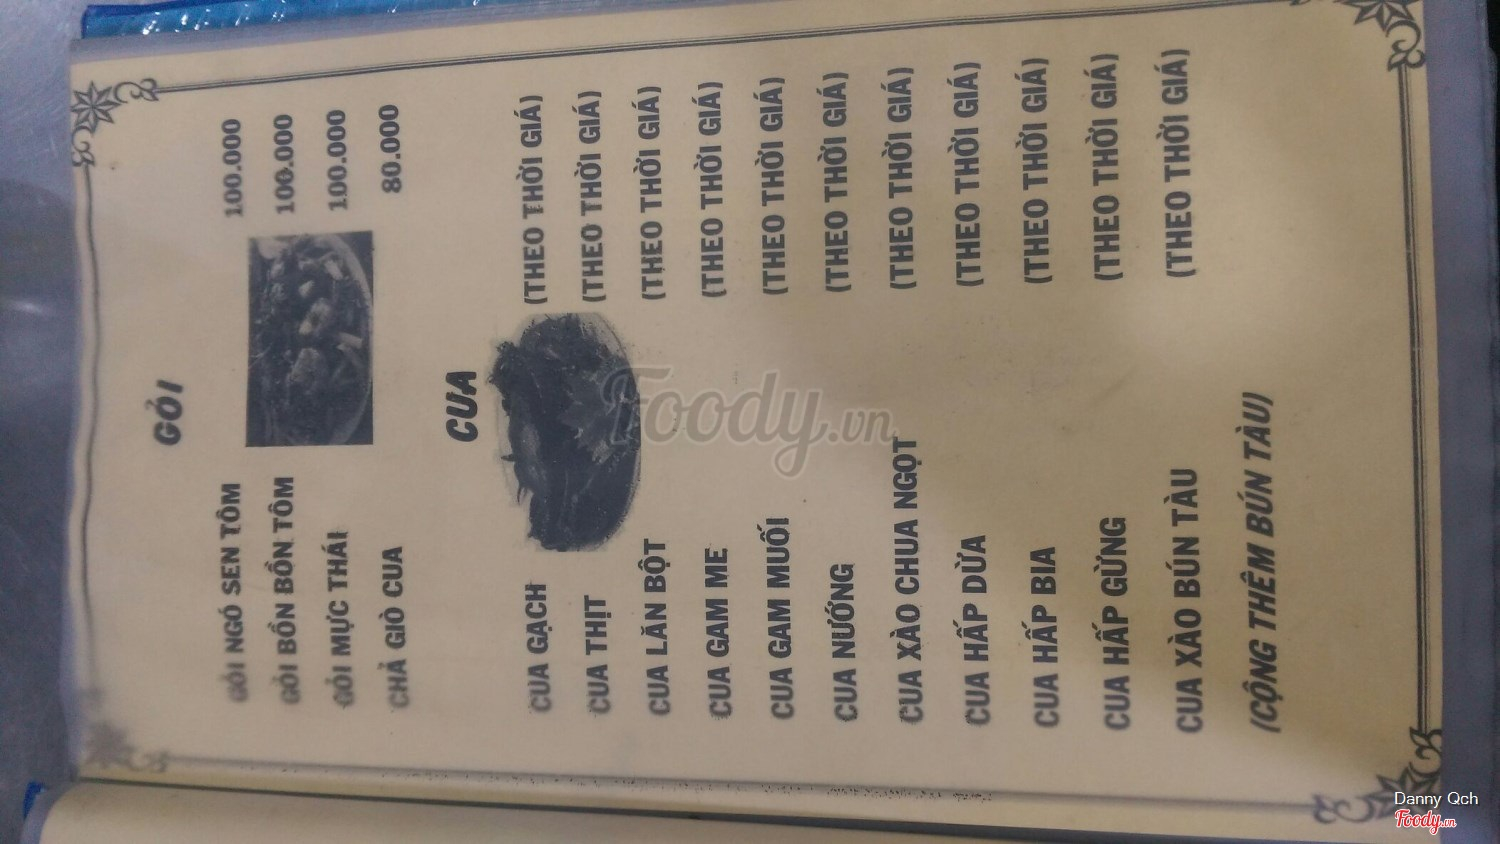 GỎI
GỎI NGÓ SEN TÔM 100.000
GỎI BỒN BỒN TÔM 100.000
GỎI MỰC THÁI 100.000
CHẢ GIÒ CUA 80.000
CUA
CUA GẠCH (THEO THỜI GIÁ)
CUA THỊT (THEO THỜI GIÁ)
CUA LĂN BỘT (THEO THỜI GIÁ)
CUA GAM ME (THEO THỜI GIÁ)
CUA GAM MUỐI (THEO THỜI GIÁ)
CUA NƯỚNG (THEO THỜI GIÁ)
CUA XÀO CHUA NGỌT (THEO THỜI GIÁ)
CUA HẤP DỪA (THEO THỜI GIÁ)
CUA HẤP BIA (THEO THỜI GIÁ)
CUA HẤP GỪNG (THEO THỜI GIÁ)
CUA XÀO BÚN TÀU (THEO THỜI GIÁ)
(CỘNG THÊM BÚN TÀU)
Foody.vn
Danny Qch
Foody.vn